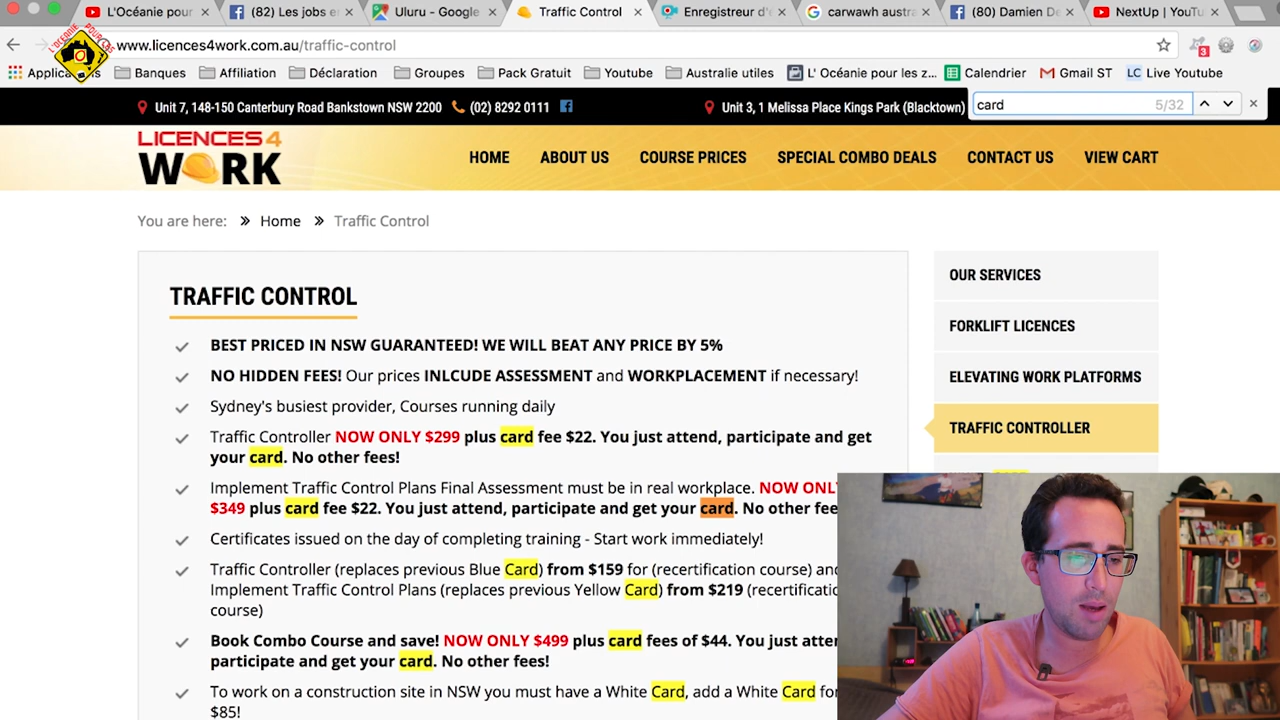 L'Océanie pour
(82) Les jobs en
Uluru - Google
Traffic Control
Enregistreur d'é
carwawh austra
(80) Damien De
NextUp | YouTu
L'OCÉANIE POUR LES
www.licences4work.com.au/traffic-control
3
Applications
Banques
Affiliation
Déclaration
Groupes
Pack Gratuit
Youtube
Australie utiles
L' Océanie pour les z...
Calendrier
Gmail ST
LC Live Youtube
Unit 7, 148-150 Canterbury Road Bankstown NSW 2200
(02) 8292 0111
Unit 3, 1 Melissa Place Kings Park (Blacktown)
card
5/32
LICENCES 4
WORK
HOME
ABOUT US
COURSE PRICES
SPECIAL COMBO DEALS
CONTACT US
VIEW CART
You are here: » Home » Traffic Control
TRAFFIC CONTROL
BEST PRICED IN NSW GUARANTEED! WE WILL BEAT ANY PRICE BY 5%
NO HIDDEN FEES! Our prices INLCUDE ASSESSMENT and WORKPLACEMENT if necessary!
Sydney's busiest provider, Courses running daily
Traffic Controller NOW ONLY $299 plus card fee $22. You just attend, participate and get
your card. No other fees!
Implement Traffic Control Plans Final Assessment must be in real workplace. NOW ONL
$349 plus card fee $22. You just attend, participate and get your card. No other fee
Certificates issued on the day of completing training - Start work immediately!
Traffic Controller (replaces previous Blue Card) from $159 for (recertification course) and
Implement Traffic Control Plans (replaces previous Yellow Card) from $219 (recertificatio
course)
Book Combo Course and save! NOW ONLY $499 plus card fees of $44. You just atten
participate and get your card. No other fees!
To work on a construction site in NSW you must have a White Card, add a White Card for
$85!
OUR SERVICES
FORKLIFT LICENCES
ELEVATING WORK PLATFORMS
TRAFFIC CONTROLLER